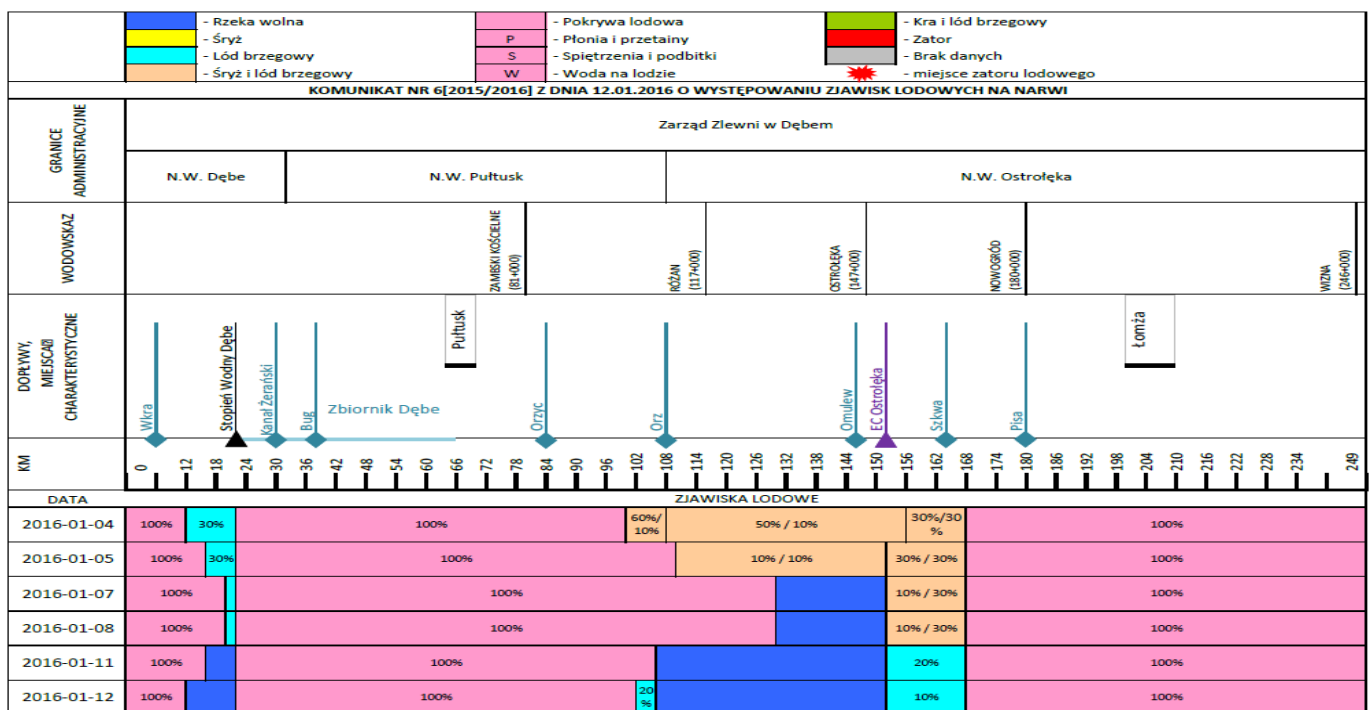 - Rzeka wolna
- Śryż
- Lód brzegowy
- Śryż i lód brzegowy
- Pokrywa lodowa
P - Płonia i przetainy
S - Spiętrzenia i podbitki
W - Woda na lodzie
- Kra i lód brzegowy
- Zator
- Brak danych
- miejsce zatoru lodowego
KOMUNIKAT NR 6[2015/2016] Z DNIA 12.01.2016 O WYSTĘPOWANIU ZJAWISK LODOWYCH NA NARWI
GRANICE
ADMINISTRACYJNE
Zarząd Zlewni w Dębem
N.W. Dębe
N.W. Pułtusk
N.W. Ostrołęka
WODOWSKAZ
ZAMBSKI KOŚCIELNE
(81+000)
RÓŻAN
(117+000)
OSTROŁĘKA
(147+000)
NOWOGRÓD
(180+000)
WIZNA
(246+000)
DOPŁYWY,
MIEJSCA
CHARAKTERYSTYCZNE
Wkra
Stopień Wodny Dębe
Kanał Żerański
Bug
Zbiornik Dębe
Pułtusk
Orzyc
Orz
Omulew
EC Ostrołęka
Szkwa
Pisa
Łomża
KM
0 12 18 24 30 36 42 48 54 60 66 72 78 84 90 96 102 108 114 120 126 132 138 144 150 156 162 168 174 180 186 192 198 204 210 216 222 228 234 249
DATA
ZJAWISKA LODOWE
2016-01-04 100% 30% 100% 60%/ 50% / 10% 30%/30 100%
10% %
2016-01-05 100% 30% 100% 10% / 10% 30% / 30% 100%
2016-01-07 100% 100% 10% / 30% 100%
2016-01-08 100% 100% 10% / 30% 100%
2016-01-11 100% 100% 20% 100%
2016-01-12 100% 100% 20 10% 100%
%